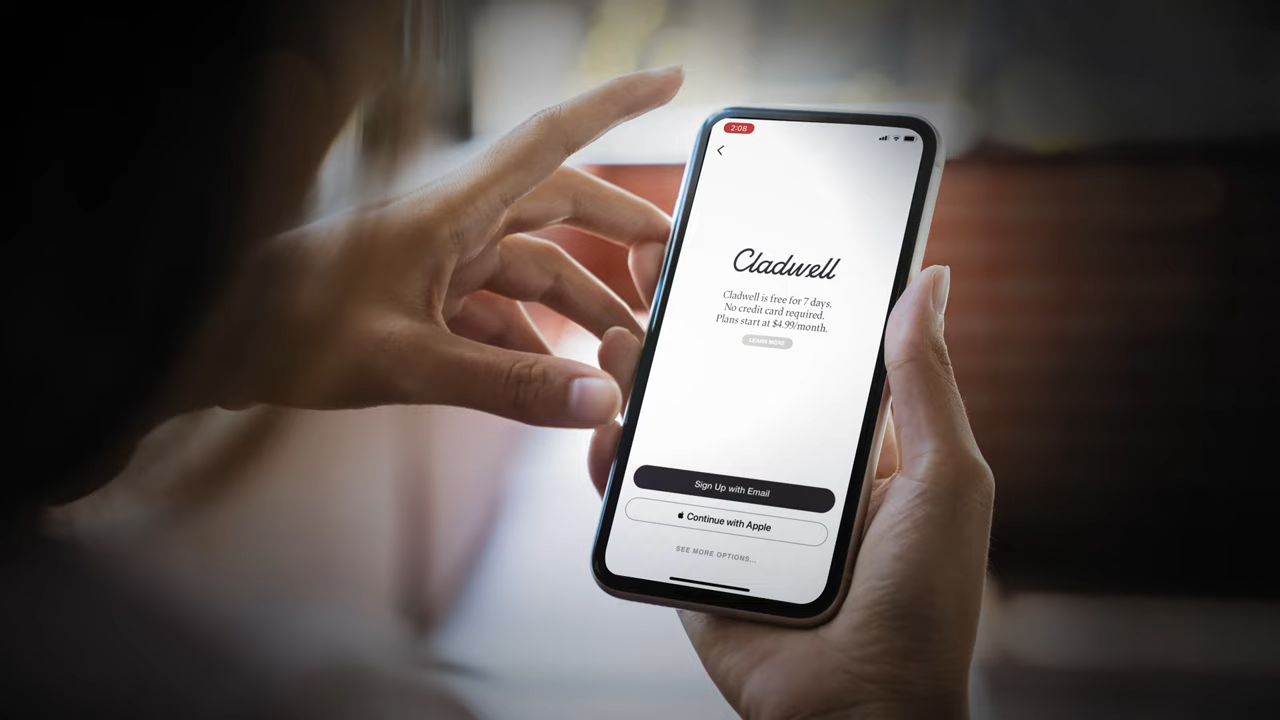 2:08
Cladwell
Cladwell is free for 7 days.
No credit card required.
Plans start at $4.99/month.
LEARN MORE
Sign Up with Email
Continue with Apple
SEE MORE OPTIONS...